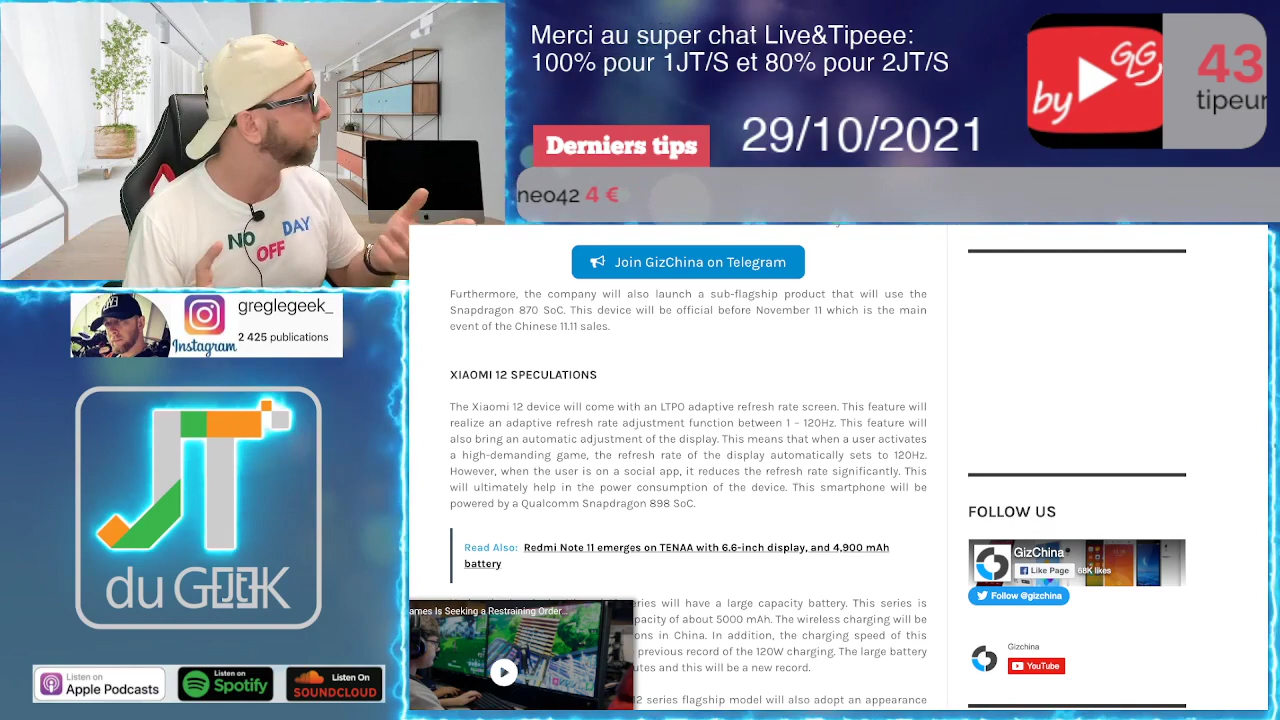 Merci au super chat Live&Tipeee:
100% pour 1JT/S et 80% pour 2JT/S
by GLG
43
tipeur
Derniers tips
29/10/2021
neo42 4 €
NO DAY
OFF
greglegeek_
2 425 publications
Instagram
JT
du GEEK
Listen on
Apple Podcasts
Listen on
Spotify
Listen On
SOUNDCLOUD
Join GizChina on Telegram
Furthermore, the company will also launch a sub-flagship product that will use the
Snapdragon 870 SoC. This device will be official before November 11 which is the main
event of the Chinese 11.11 sales.
XIAOMI 12 SPECULATIONS
The Xiaomi 12 device will come with an LTPO adaptive refresh rate screen. This feature will
realize an adaptive refresh rate adjustment function between 1 – 120Hz. This feature will
also bring an automatic adjustment of the display. This means that when a user activates
a high-demanding game, the refresh rate of the display automatically sets to 120Hz.
However, when the user is on a social app, it reduces the refresh rate significantly. This
will ultimately help in the power consumption of the device. This smartphone will be
powered by a Qualcomm Snapdragon 898 SoC.
Read Also: Redmi Note 11 emerges on TENAA with 6.6-inch display, and 4,900 mAh
battery
ames Is Seeking a Restraining Order...
eries will have a large capacity battery. This series is
pacity of about 5000 mAh. The wireless charging will be
ons in China. In addition, the charging speed of this
previous record of the 120W charging. The large battery
utes and this will be a new record.
12 series flagship model will also adopt an appearance
FOLLOW US
GizChina
Like Page
68K likes
Follow @gizchina
Gizchina
YouTube